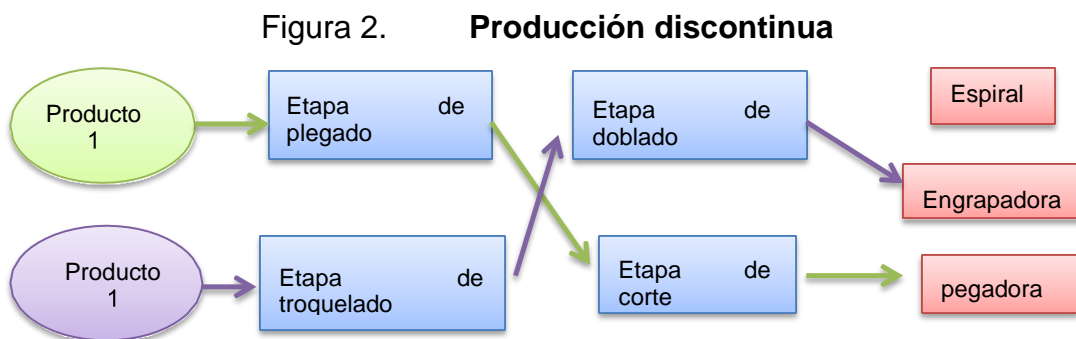 Figura 2. Producción discontinua
Producto
1
Etapa de
plegado
Etapa de
doblado
Espiral
Engrapadora
Producto
1
Etapa de
troquelado
Etapa de
corte
pegadora